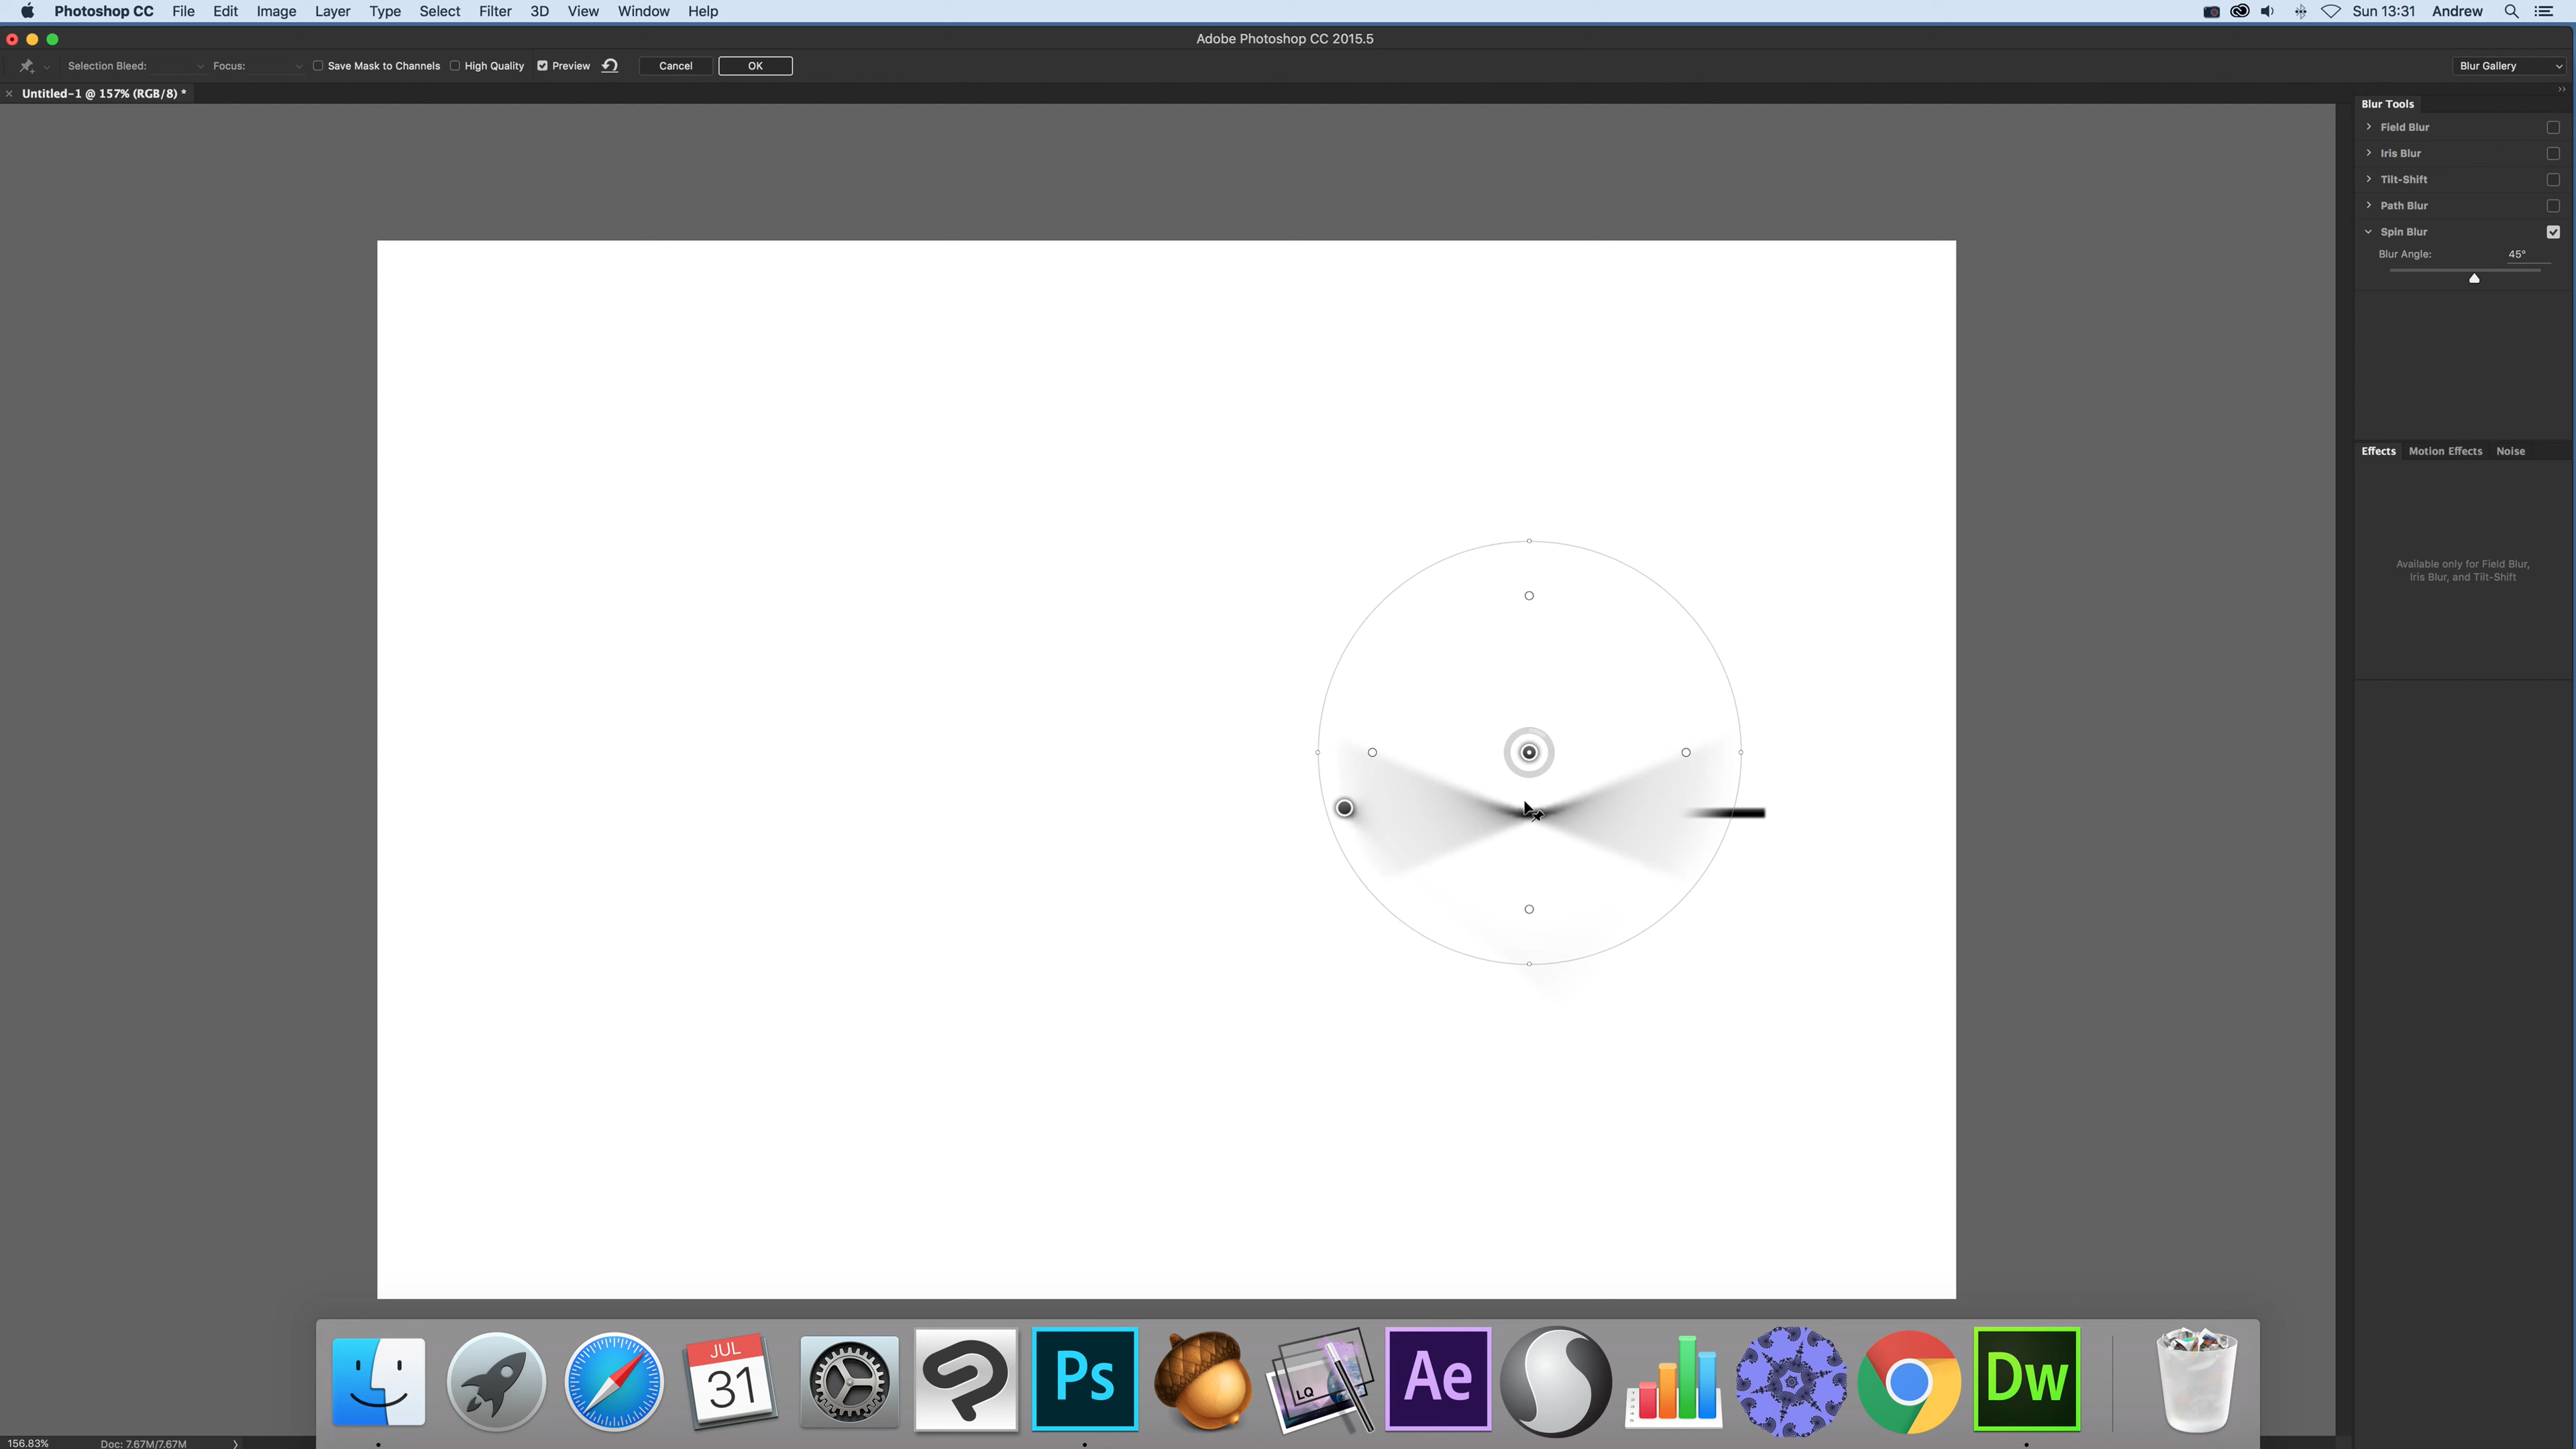 Photoshop CC File Edit Image Layer Type Select Filter 3D View Window Help Sun 13:31 Andrew
Adobe Photoshop CC 2015.5
Selection Bleed: Focus: Save Mask to Channels High Quality Preview Cancel OK Blur Gallery
Untitled-1 @ 157% (RGB/8) *
Blur Tools
Field Blur
Iris Blur
Tilt-Shift
Path Blur
Spin Blur
Blur Angle: 45°
Effects Motion Effects Noise
Available only for Field Blur,
Iris Blur, and Tilt-Shift
JUL
31
Ps
LQ
Ae
Dw
156.83% Doc: 7.67M/7.67M